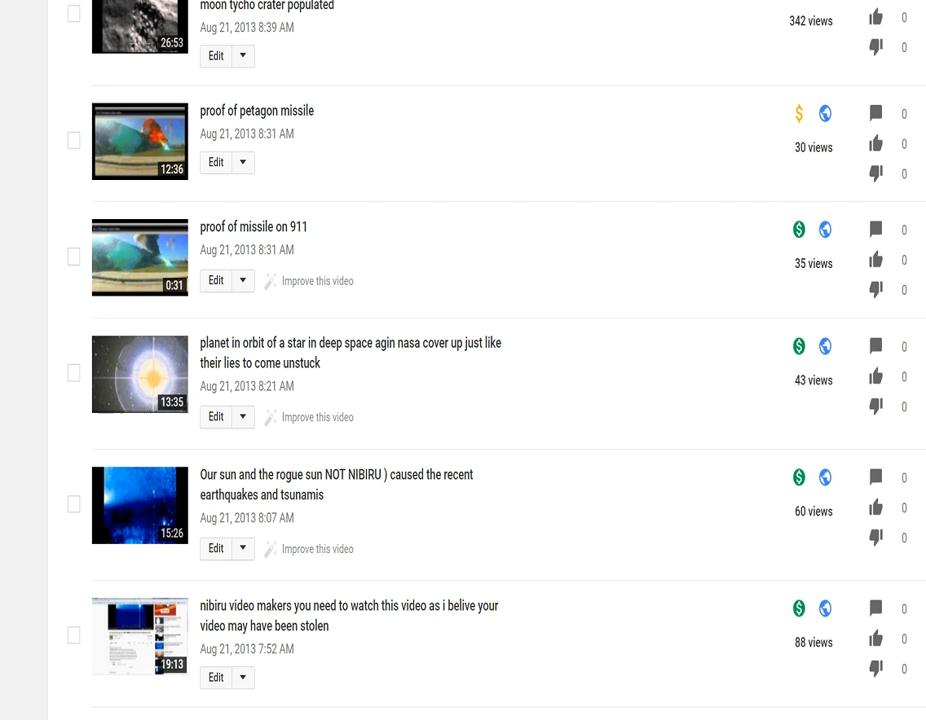 moon tycho crater populated
Aug 21, 2013 8:39 AM
342 views
0
26:53
Edit
0
proof of petagon missile
$
0
Aug 21, 2013 8:31 AM
30 views
0
12:36
Edit
0
proof of missile on 911
$
0
Aug 21, 2013 8:31 AM
35 views
0
0:31
Edit
Improve this video
0
planet in orbit of a star in deep space agin nasa cover up just like
$
0
their lies to come unstuck
Aug 21, 2013 8:21 AM
43 views
0
13:35
Edit
Improve this video
0
Our sun and the rogue sun NOT NIBIRU ) caused the recent
$
0
earthquakes and tsunamis
Aug 21, 2013 8:07 AM
60 views
0
15:26
Edit
Improve this video
0
nibiru video makers you need to watch this video as i belive your
$
0
video may have been stolen
Aug 21, 2013 7:52 AM
88 views
0
19:13
Edit
0